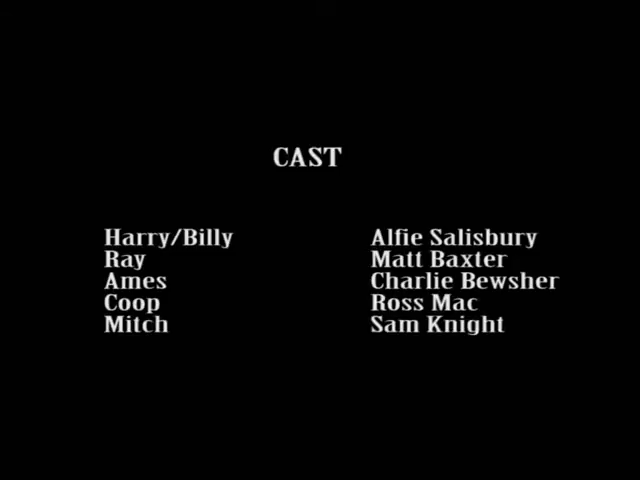 CAST
Harry/Billy Alfie Salisbury
Ray Matt Baxter
Ames Charlie Bewsher
Coop Ross Mac
Mitch Sam Knight